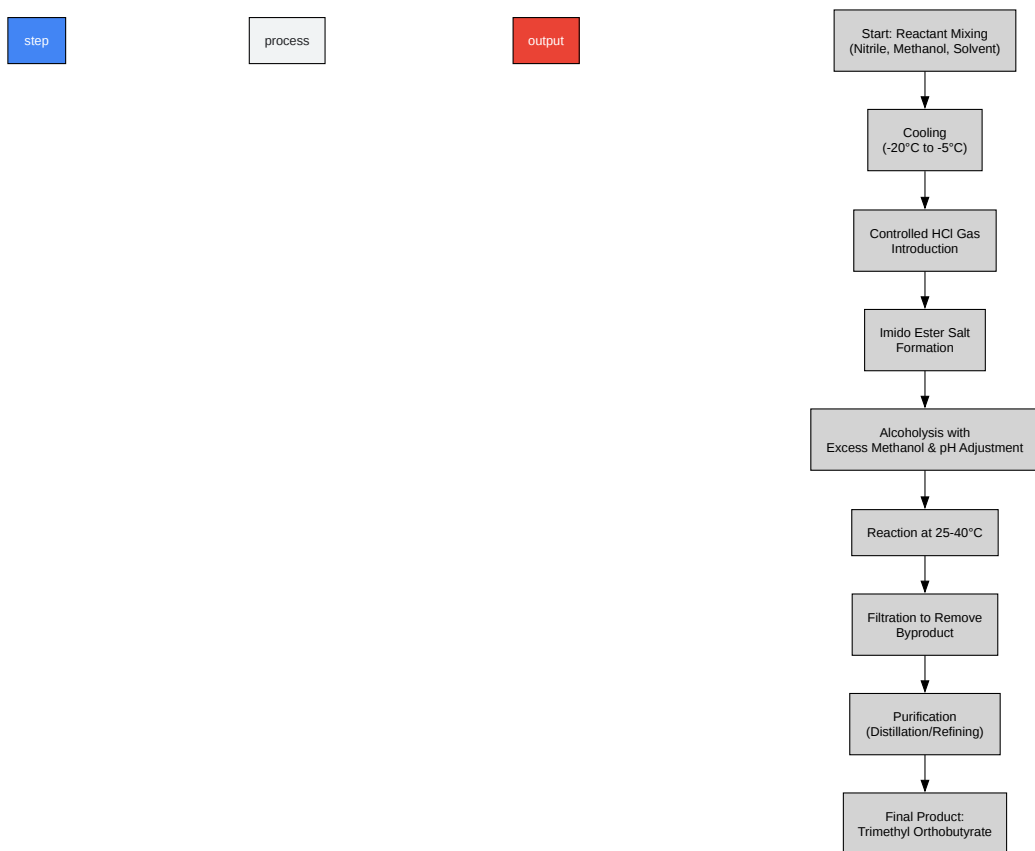 step
process
output
Start: Reactant Mixing
(Nitrile, Methanol, Solvent)
Cooling
(-20°C to -5°C)
Controlled HCl Gas
Introduction
Imido Ester Salt
Formation
Alcoholysis with
Excess Methanol & pH Adjustment
Reaction at 25-40°C
Filtration to Remove
Byproduct
Purification
(Distillation/Refining)
Final Product:
Trimethyl Orthobutyrate